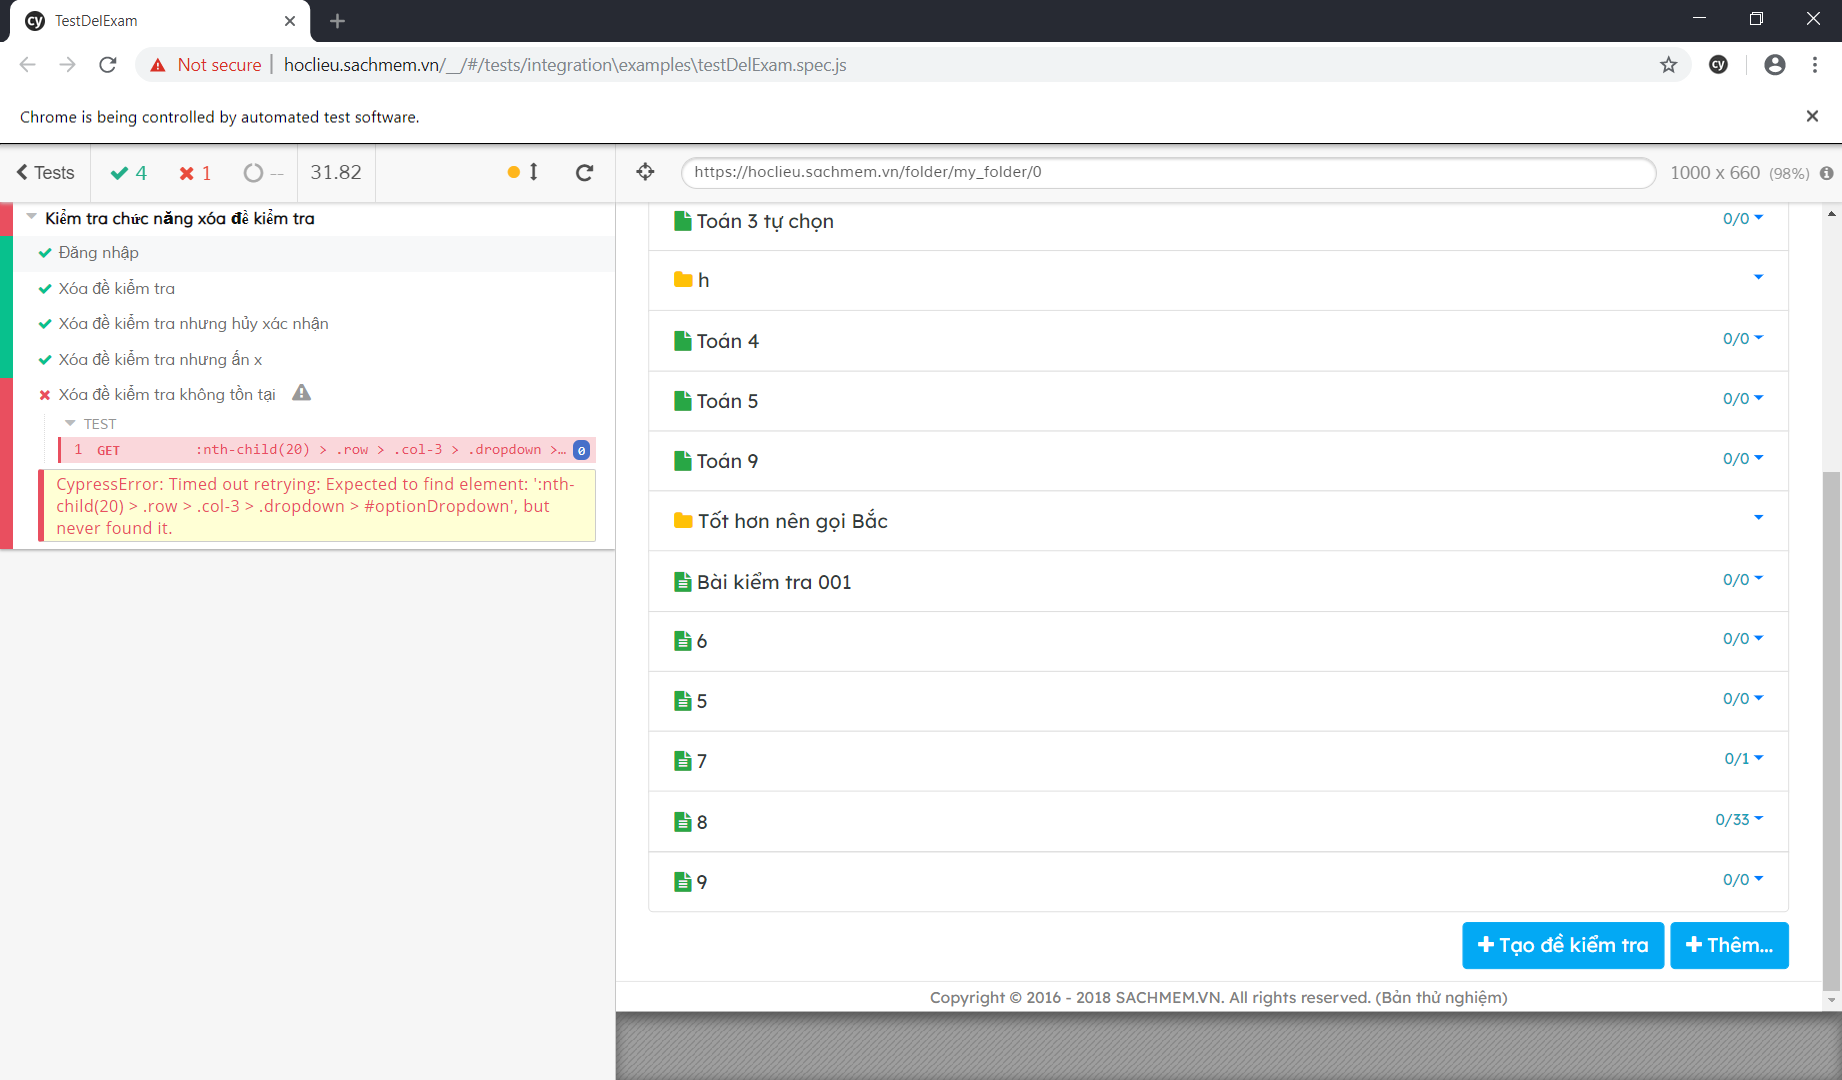 cy TestDelExam
Not secure hoclieu.sachmem.vn/__/#/tests/integration\examples\testDelExam.spec.js
cy
Chrome is being controlled by automated test software.
Tests 4 1 -- 31.82
https://hoclieu.sachmem.vn/folder/my_folder/0
1000 x 660 (98%)
Kiểm tra chức năng xóa đề kiểm tra
Đăng nhập
Xóa đề kiểm tra
Xóa đề kiểm tra nhưng hủy xác nhận
Xóa đề kiểm tra nhưng ấn x
Xóa đề kiểm tra không tồn tại
TEST
1 GET :nth-child(20) > .row > .col-3 > .dropdown >… 0
CypressError: Timed out retrying: Expected to find element: ':nth-
child(20) > .row > .col-3 > .dropdown > #optionDropdown', but
never found it.
Toán 3 tự chọn 0/0
h
Toán 4 0/0
Toán 5 0/0
Toán 9 0/0
Tốt hơn nên gọi Bắc
Bài kiểm tra 001 0/0
6 0/0
5 0/0
7 0/1
8 0/33
9 0/0
Tạo đề kiểm tra
Thêm...
Copyright © 2016 - 2018 SACHMEM.VN. All rights reserved. (Bản thử nghiệm)